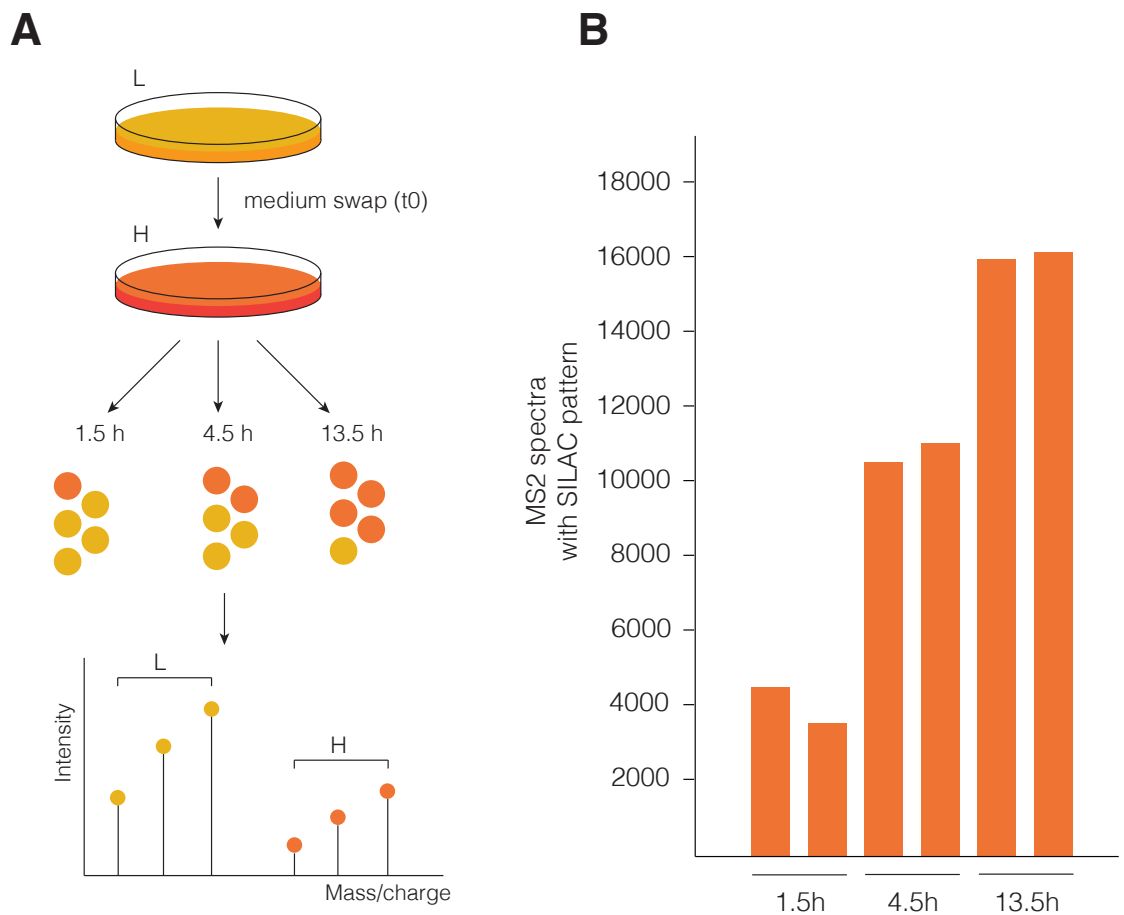 A
L
medium swap (t0)
H
1.5 h
4.5 h
13.5 h
L
H
Intensity
Mass/charge
B
MS2 spectra
with SILAC pattern
18000
16000
14000
12000
10000
8000
6000
4000
2000
1.5h
4.5h
13.5h